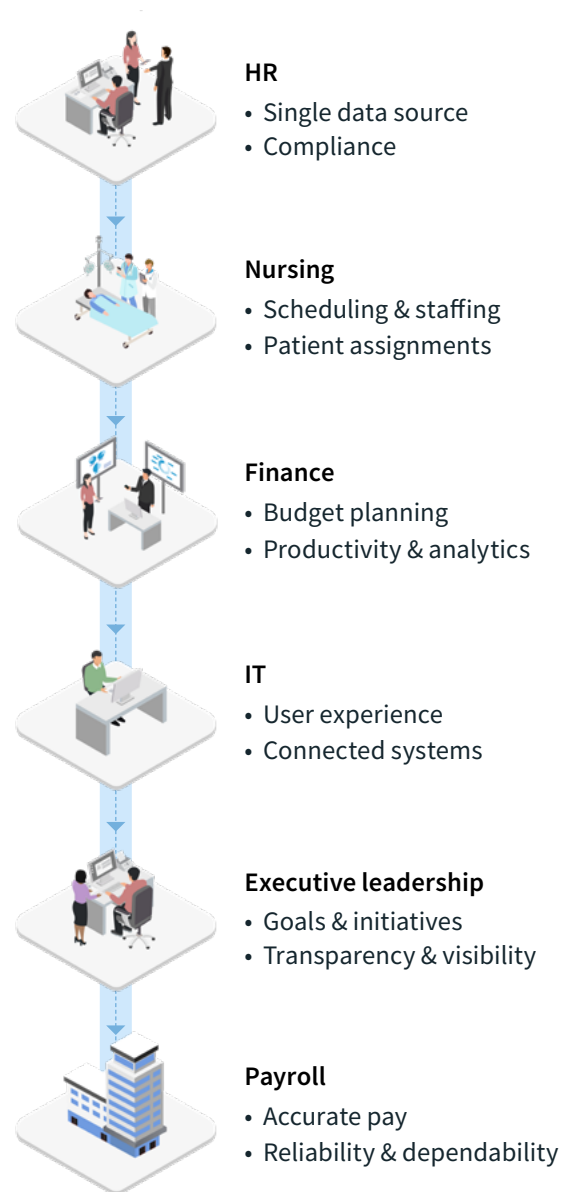 HR
• Single data source
• Compliance
Nursing
• Scheduling & staffing
• Patient assignments
Finance
• Budget planning
• Productivity & analytics
IT
• User experience
• Connected systems
Executive leadership
• Goals & initiatives
• Transparency & visibility
Payroll
• Accurate pay
• Reliability & dependability